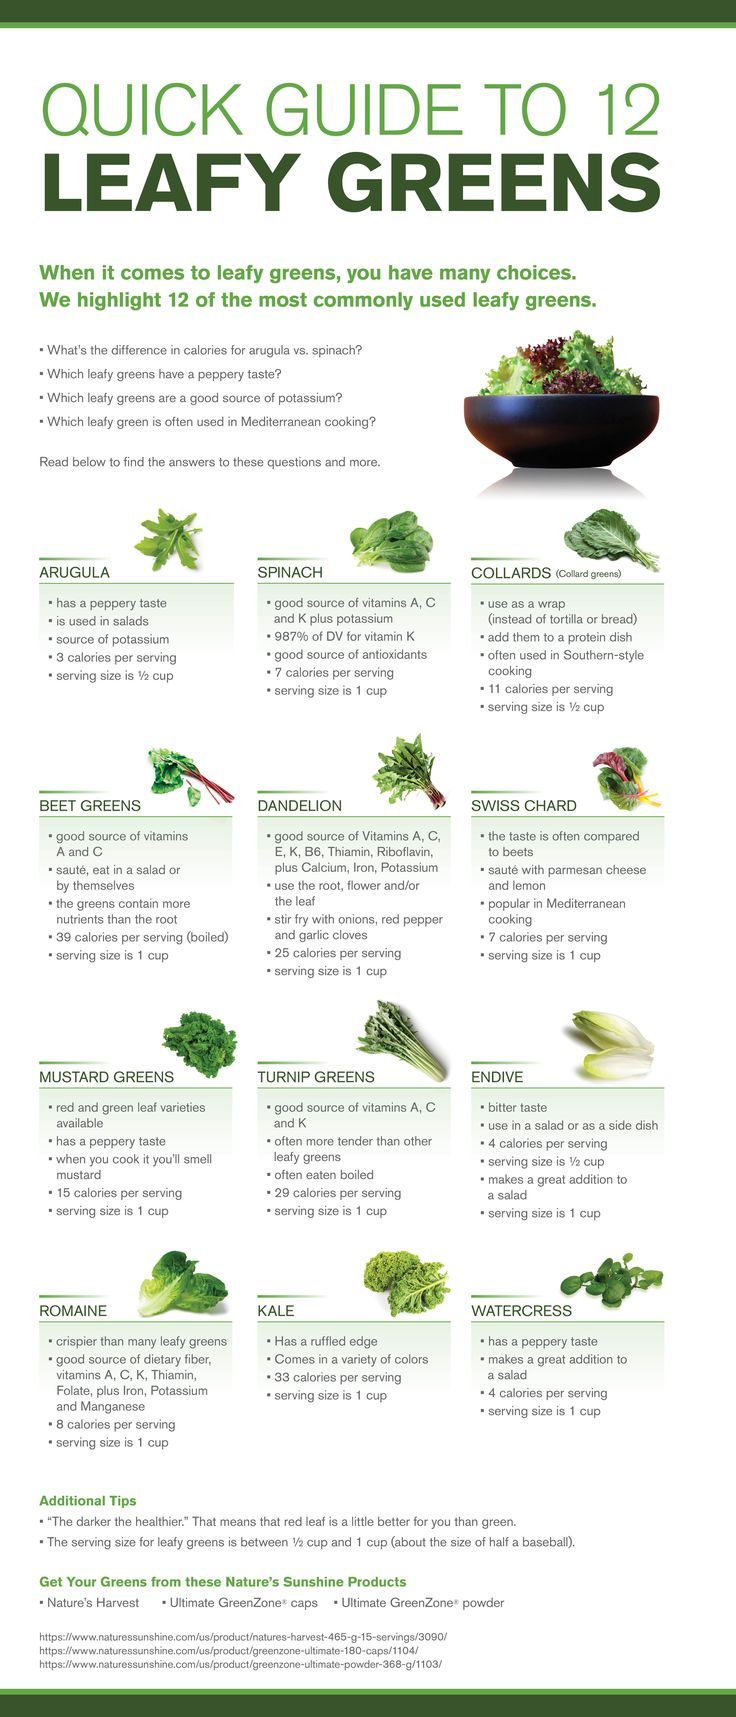 QUICK GUIDE TO 12
LEAFY GREENS
When it comes to leafy greens, you have many choices.
We highlight 12 of the most commonly used leafy greens.
▪ What's the difference in calories for arugula vs. spinach?
▪ Which leafy greens have a peppery taste?
▪ Which leafy greens are a good source of potassium?
▪ Which leafy green is often used in Mediterranean cooking?
Read below to find the answers to these questions and more.
ARUGULA
▪ has a peppery taste
▪ is used in salads
▪ source of potassium
▪ 3 calories per serving
▪ serving size is ½ cup
SPINACH
▪ good source of vitamins A, C
and K plus potassium
▪ 987% of DV for vitamin K
▪ good source of antioxidants
▪ 7 calories per serving
▪ serving size is 1 cup
COLLARDS (Collard greens)
▪ use as a wrap
(instead of tortilla or bread)
▪ add them to a protein dish
▪ often used in Southern-style
cooking
▪ 11 calories per serving
▪ serving size is ½ cup
BEET GREENS
▪ good source of vitamins
A and C
▪ sauté, eat in a salad or
by themselves
▪ the greens contain more
nutrients than the root
▪ 39 calories per serving (boiled)
▪ serving size is 1 cup
DANDELION
▪ good source of Vitamins A, C,
E, K, B6, Thiamin, Riboflavin,
plus Calcium, Iron, Potassium
▪ use the root, flower and/or
the leaf
▪ stir fry with onions, red pepper
and garlic cloves
▪ 25 calories per serving
▪ serving size is 1 cup
SWISS CHARD
▪ the taste is often compared
to beets
▪ sauté with parmesan cheese
and lemon
▪ popular in Mediterranean
cooking
▪ 7 calories per serving
▪ serving size is 1 cup
MUSTARD GREENS
▪ red and green leaf varieties
available
▪ has a peppery taste
▪ when you cook it you'll smell
mustard
▪ 15 calories per serving
▪ serving size is 1 cup
TURNIP GREENS
▪ good source of vitamins A, C
and K
▪ often more tender than other
leafy greens
▪ often eaten boiled
▪ 29 calories per serving
▪ serving size is 1 cup
ENDIVE
▪ bitter taste
▪ use in a salad or as a side dish
▪ 4 calories per serving
▪ serving size is ½ cup
▪ makes a great addition to
a salad
▪ serving size is 1 cup
ROMAINE
▪ crispier than many leafy greens
▪ good source of dietary fiber,
vitamins A, C, K, Thiamin,
Folate, plus Iron, Potassium
and Manganese
▪ 8 calories per serving
▪ serving size is 1 cup
KALE
▪ Has a ruffled edge
▪ Comes in a variety of colors
▪ 33 calories per serving
▪ serving size is 1 cup
WATERCRESS
▪ has a peppery taste
▪ makes a great addition to
a salad
▪ 4 calories per serving
▪ serving size is 1 cup
Additional Tips
▪ “The darker the healthier.” That means that red leaf is a little better for you than green.
▪ The serving size for leafy greens is between ½ cup and 1 cup (about the size of half a baseball).
Get Your Greens from these Nature's Sunshine Products
▪ Nature's Harvest ▪ Ultimate GreenZone® caps ▪ Ultimate GreenZone® powder
https://www.naturessunshine.com/us/product/natures-harvest-465-g-15-servings/3090/
https://www.naturessunshine.com/us/product/greenzone-ultimate-180-caps/1104/
https://www.naturessunshine.com/us/product/greenzone-ultimate-powder-368-g/1103/